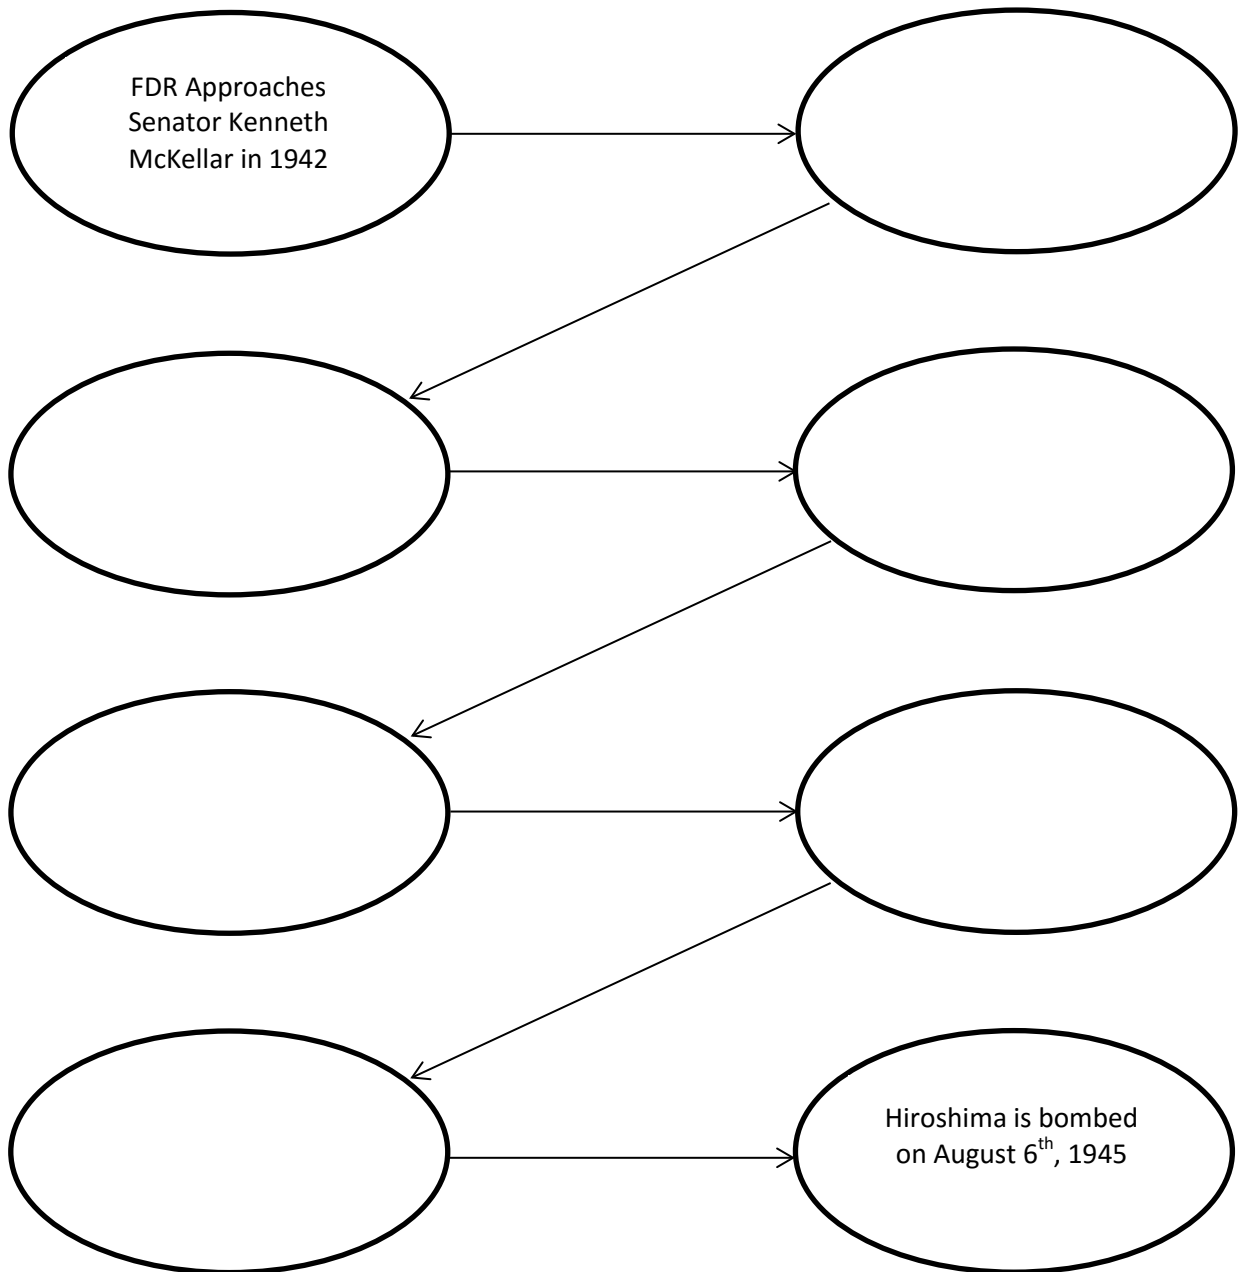 FDR Approaches
Senator Kenneth
McKellar in 1942
Hiroshima is bombed
on August 6th, 1945